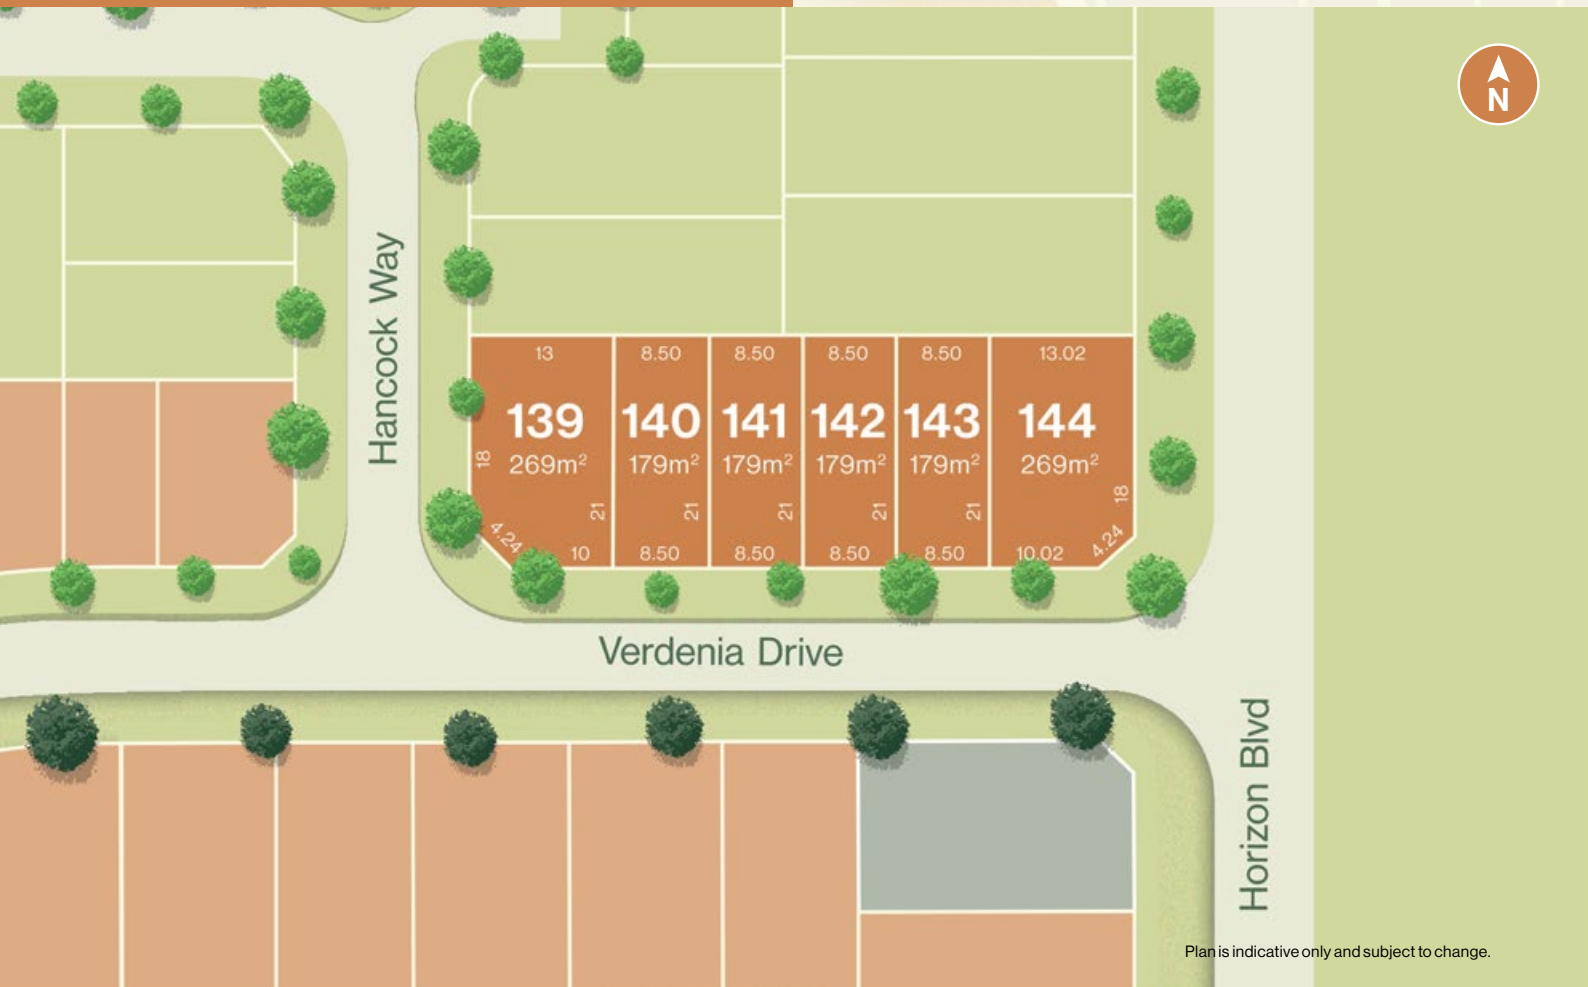 N
Hancock Way
13
8.50
8.50
8.50
8.50
13.02
139
140
141
142
143
144
269m²
179m²
179m²
179m²
179m²
269m²
18
21
21
21
21
21
18
4.24
10
8.50
8.50
8.50
8.50
10.02
4.24
Verdenia Drive
Horizon Blvd
Plan is indicative only and subject to change.